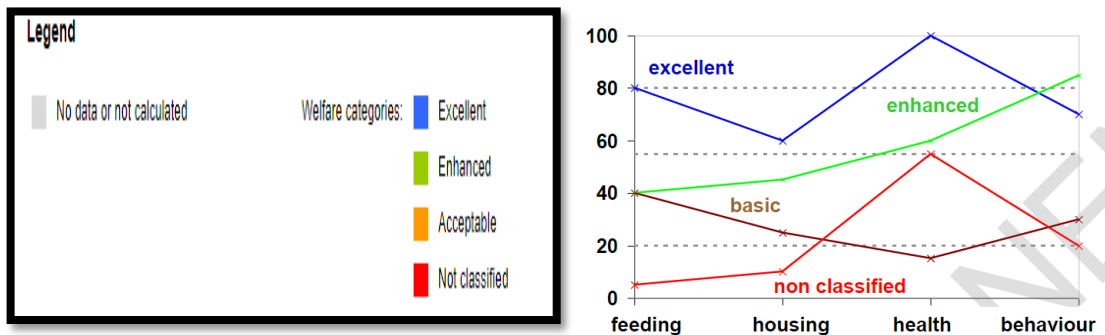 Legend
No data or not calculated
Welfare categories:
Excellent
Enhanced
Acceptable
Not classified
100
80
60
40
20
0
excellent
enhanced
basic
non classified
feeding housing health behaviour